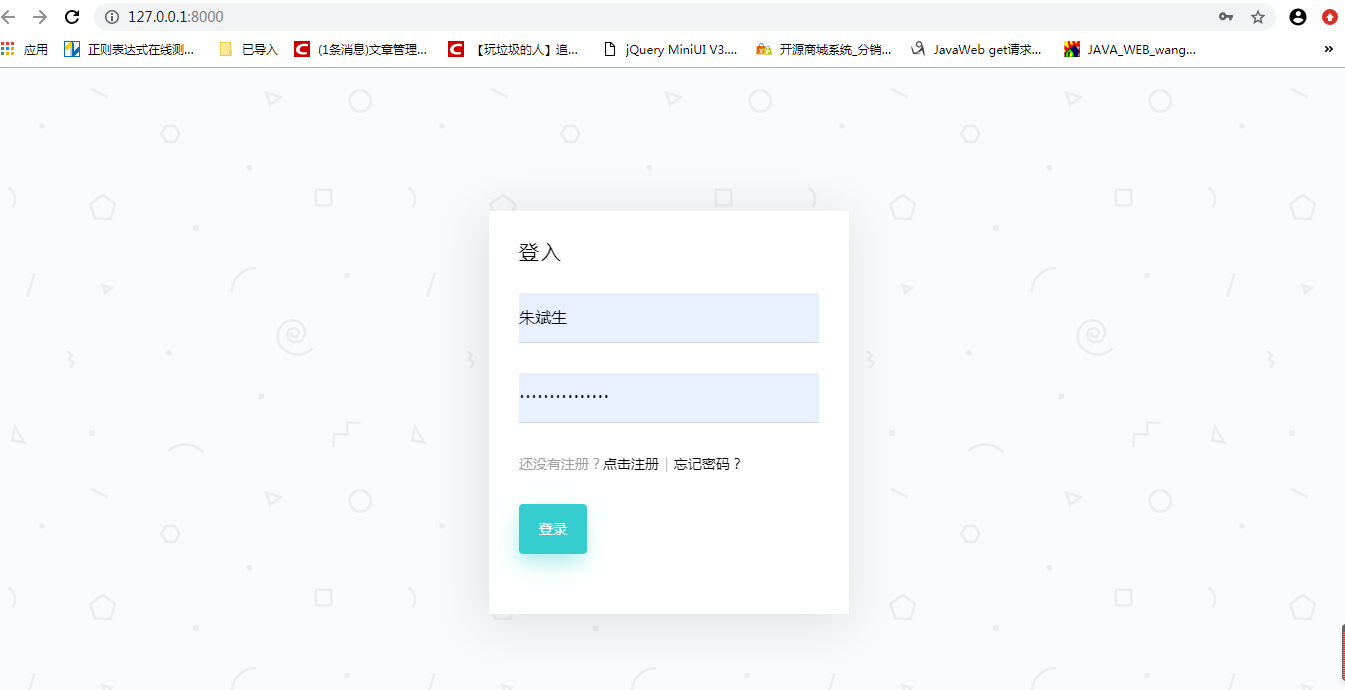 127.0.0.1:8000
应用 正则表达式在线测... 已导入 (1条消息)文章管理... 【玩垃圾的人】追... jQuery MiniUI V3.... 开源商城系统_分销... JavaWeb get请求... JAVA_WEB_wang... »
登入
朱斌生
···············
还没有注册？点击注册 | 忘记密码？
登录